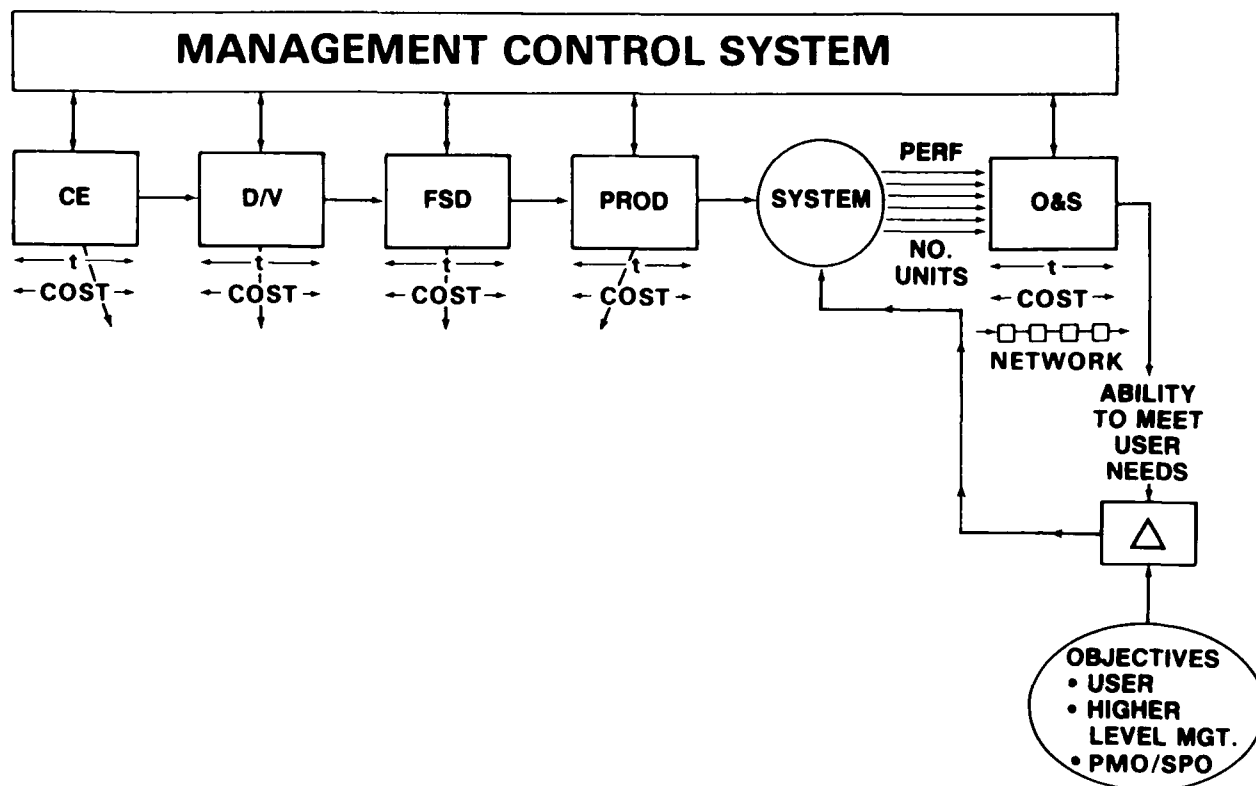 MANAGEMENT CONTROL SYSTEM
CE
D/V
FSD
PROD
SYSTEM
PERF
NO.
UNITS
O&S
t
COST
t
COST
t
COST
t
COST
t
COST
NETWORK
ABILITY
TO MEET
USER
NEEDS
△
OBJECTIVES
• USER
• HIGHER
LEVEL MGT.
• PMO/SPO